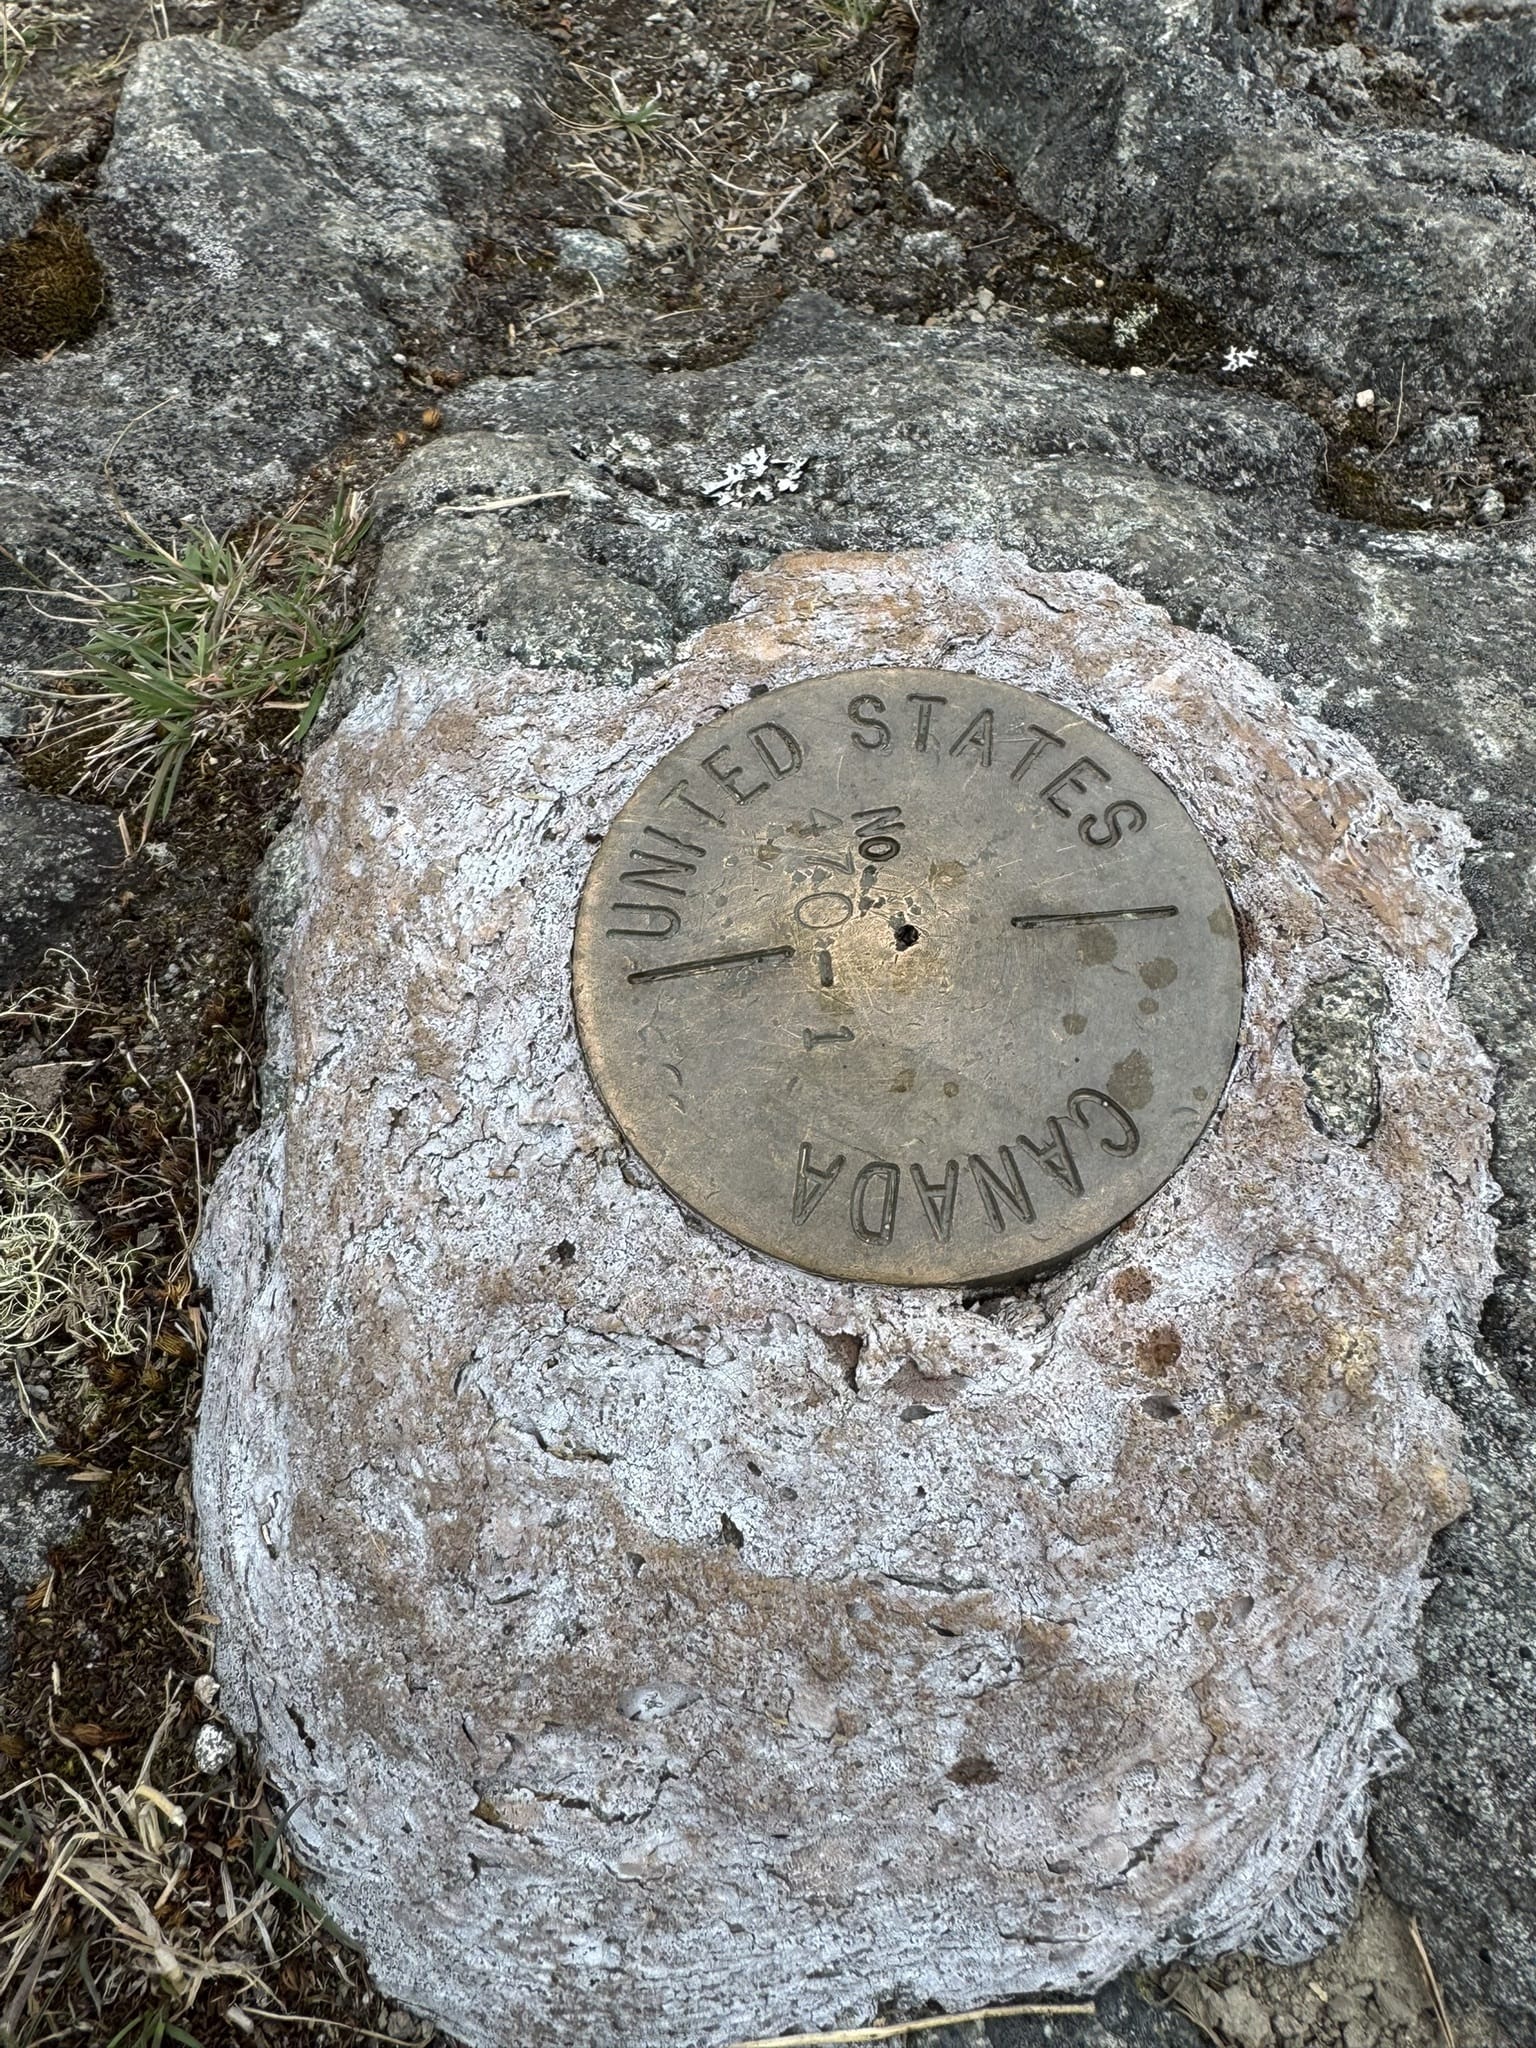 UNITED STATES
No
470-1
CANADA